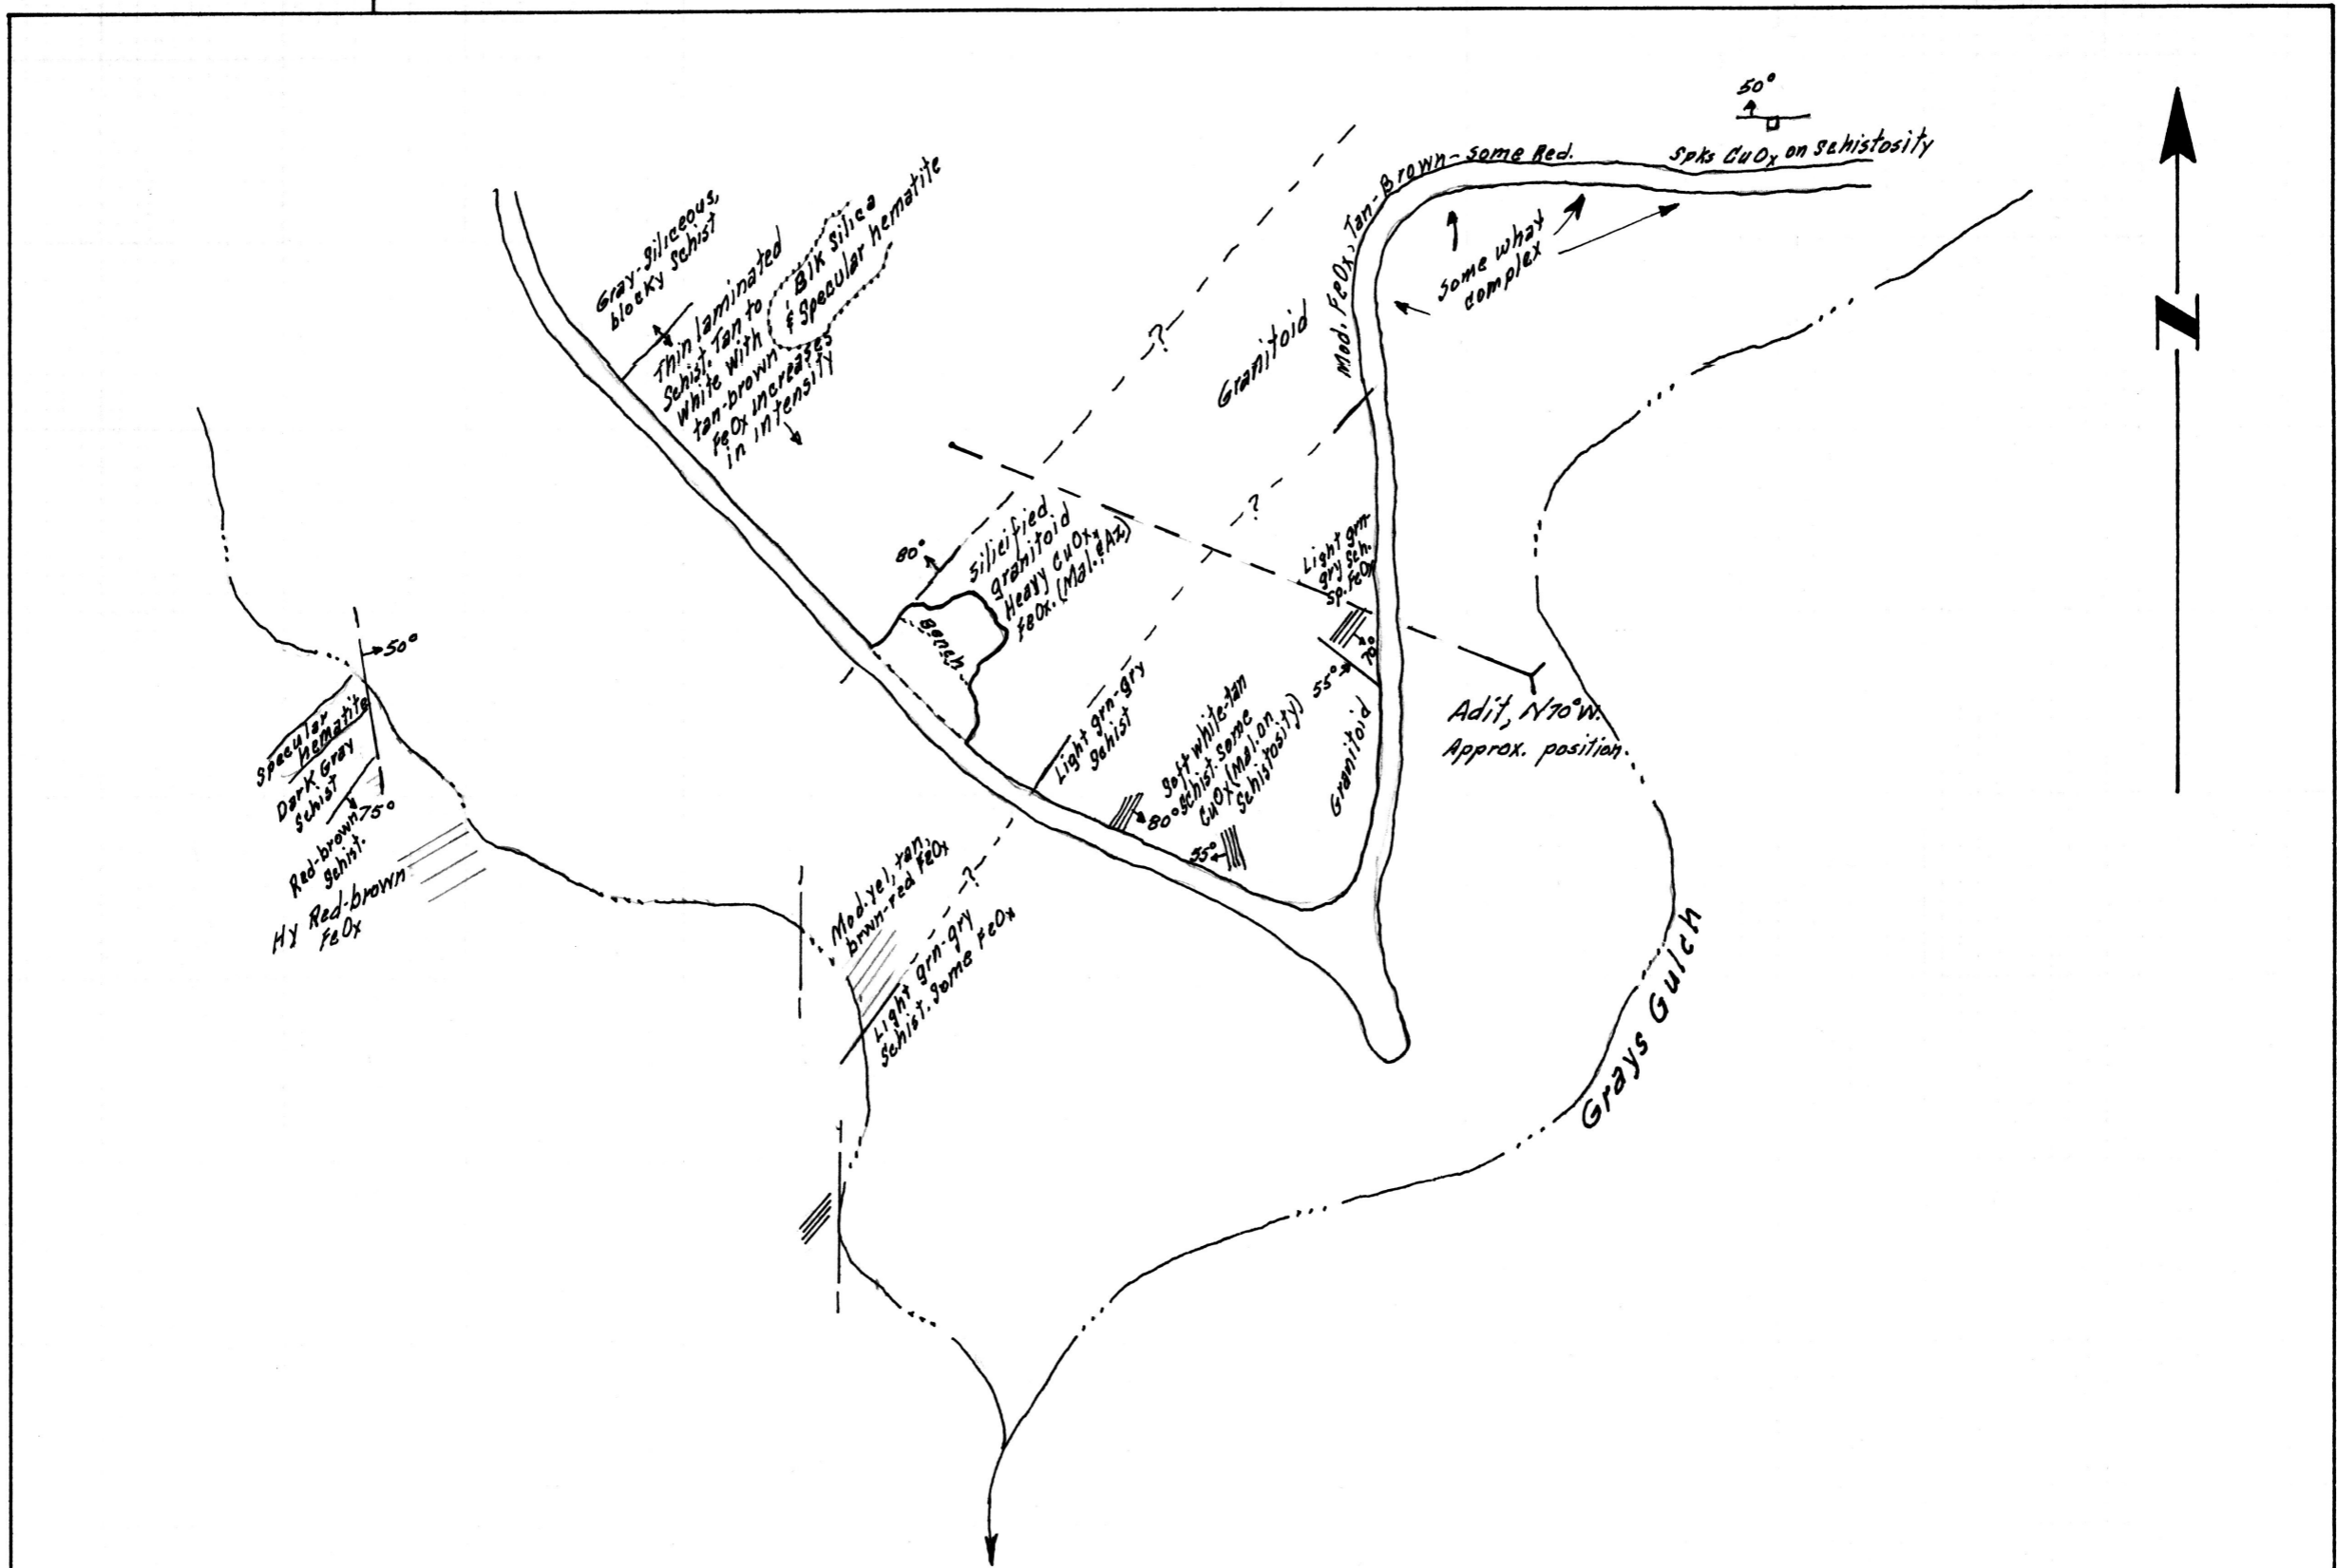 50°
Spks CuOx on Schistosity
Mod. FeOx, Tan-Brown-some Red.
Some what
complex
N
Gray-siliceous,
blocky Schist
Thin laminated
Schist. Tan to
white with
tan-brown
FeOx increases
in intensity
Blk silica
& Specular hematite
?
Granitoid
?
80°
Silicified
granitoid
Heavy CuOx,
FeOx. (Mal. & Az)
Bench
Light grn-
gry Sch.
Sp. FeOx
70°
55°
Adit, N70°W.
Approx. position.
Light grn-gry
Schist
Soft white-tan
Schist. Some
CuOx (Mal. on
Schistosity)
80°
55°
Granitoid
50°
Specular
hematite
Dark Gray
Schist
75°
Red-brown
Schist.
Hy Red-brown
FeOx
Mod. yel, tan,
brwn-red FeOx
?
Light grn-gry
Schist. Some FeOx
Grays Gulch